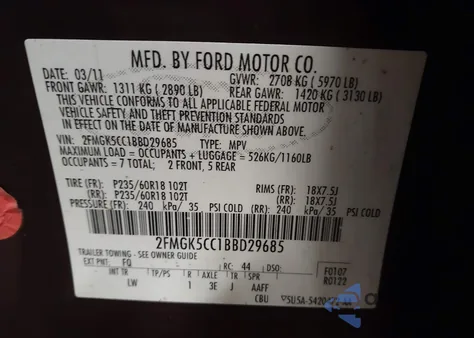 MFD. BY FORD MOTOR CO.
DATE: 03/11 GVWR: 2708 KG (5970 LB)
FRONT GAWR: 1311 KG (2890 LB) REAR GAWR: 1420 KG (3130 LB)
THIS VEHICLE CONFORMS TO ALL APPLICABLE FEDERAL MOTOR
VEHICLE SAFETY AND THEFT PREVENTION STANDARDS
IN EFFECT ON THE DATE OF MANUFACTURE SHOWN ABOVE.
VIN: 2FMGK5CC1BBD29685 TYPE: MPV
MAXIMUM LOAD = OCCUPANTS + LUGGAGE = 526KG/1160LB
OCCUPANTS = 7 TOTAL: 2 FRONT, 5 REAR
TIRE (FR): P235/60R18 102T RIMS (FR): 18X7.5J
(RR): P235/60R18 102T (RR): 18X7.5J
PRESSURE (FR): 240 kPa/ 35 PSI COLD (RR): 240 kPa/ 35 PSI COLD
2FMGK5CC1BBD29685
TRAILER TOWING - SEE OWNER GUIDE
EXT PNT: FQ RC: 44 DSO: F0107
INT TR TP/PS R AXLE TR SPR R0122
LW 1 3E J AAFF
CBU